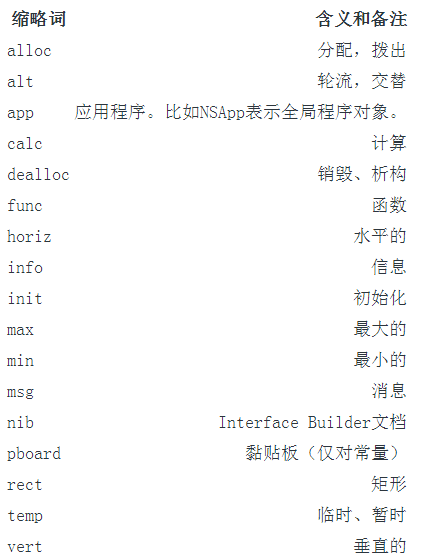 缩略词 含义和备注
alloc 分配，拨出
alt 轮流，交替
app 应用程序。比如NSApp表示全局程序对象。
calc 计算
dealloc 销毁、析构
func 函数
horiz 水平的
info 信息
init 初始化
max 最大的
min 最小的
msg 消息
nib Interface Builder文档
pboard 黏贴板（仅对常量）
rect 矩形
temp 临时、暂时
vert 垂直的